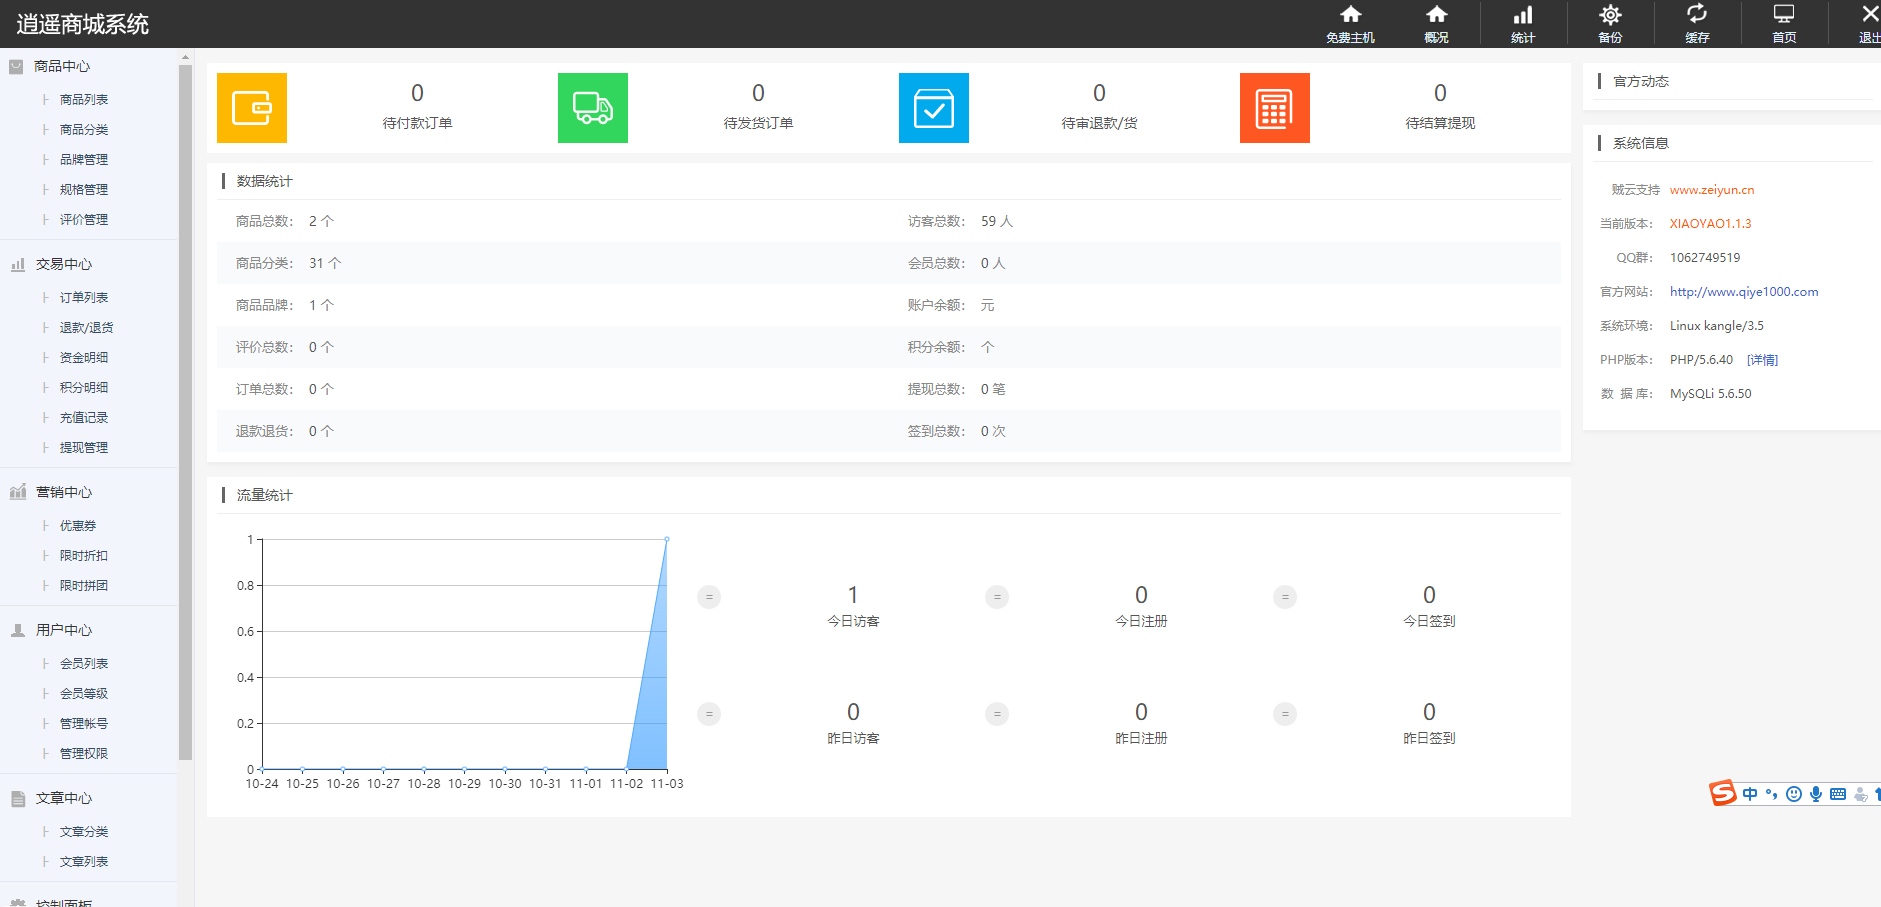 逍遥商城系统
免费主机
概况
统计
备份
缓存
首页
退出
商品中心
商品列表
商品分类
品牌管理
规格管理
评价管理
交易中心
订单列表
退款/退货
资金明细
积分明细
充值记录
提现管理
营销中心
优惠券
限时折扣
限时拼团
用户中心
会员列表
会员等级
管理帐号
管理权限
文章中心
文章分类
文章列表
控制面板
0
待付款订单
0
待发货订单
0
待审退款/货
0
待结算提现
数据统计
商品总数： 2 个
访客总数： 59 人
商品分类： 31 个
会员总数： 0 人
商品品牌： 1 个
账户余额： 元
评价总数： 0 个
积分余额： 个
订单总数： 0 个
提现总数： 0 笔
退款退货： 0 个
签到总数： 0 次
流量统计
1
0.8
0.6
0.4
0.2
0
10-24 10-25 10-26 10-27 10-28 10-29 10-30 10-31 11-01 11-02 11-03
= 1 = 0 = 0
今日访客 今日注册 今日签到
= 0 = 0 = 0
昨日访客 昨日注册 昨日签到
官方动态
系统信息
贼云支持 www.zeiyun.cn
当前版本： XIAOYAO1.1.3
QQ群： 1062749519
官方网站： http://www.qiye1000.com
系统环境： Linux kangle/3.5
PHP版本： PHP/5.6.40 [详情]
数 据 库： MySQLi 5.6.50
S 中